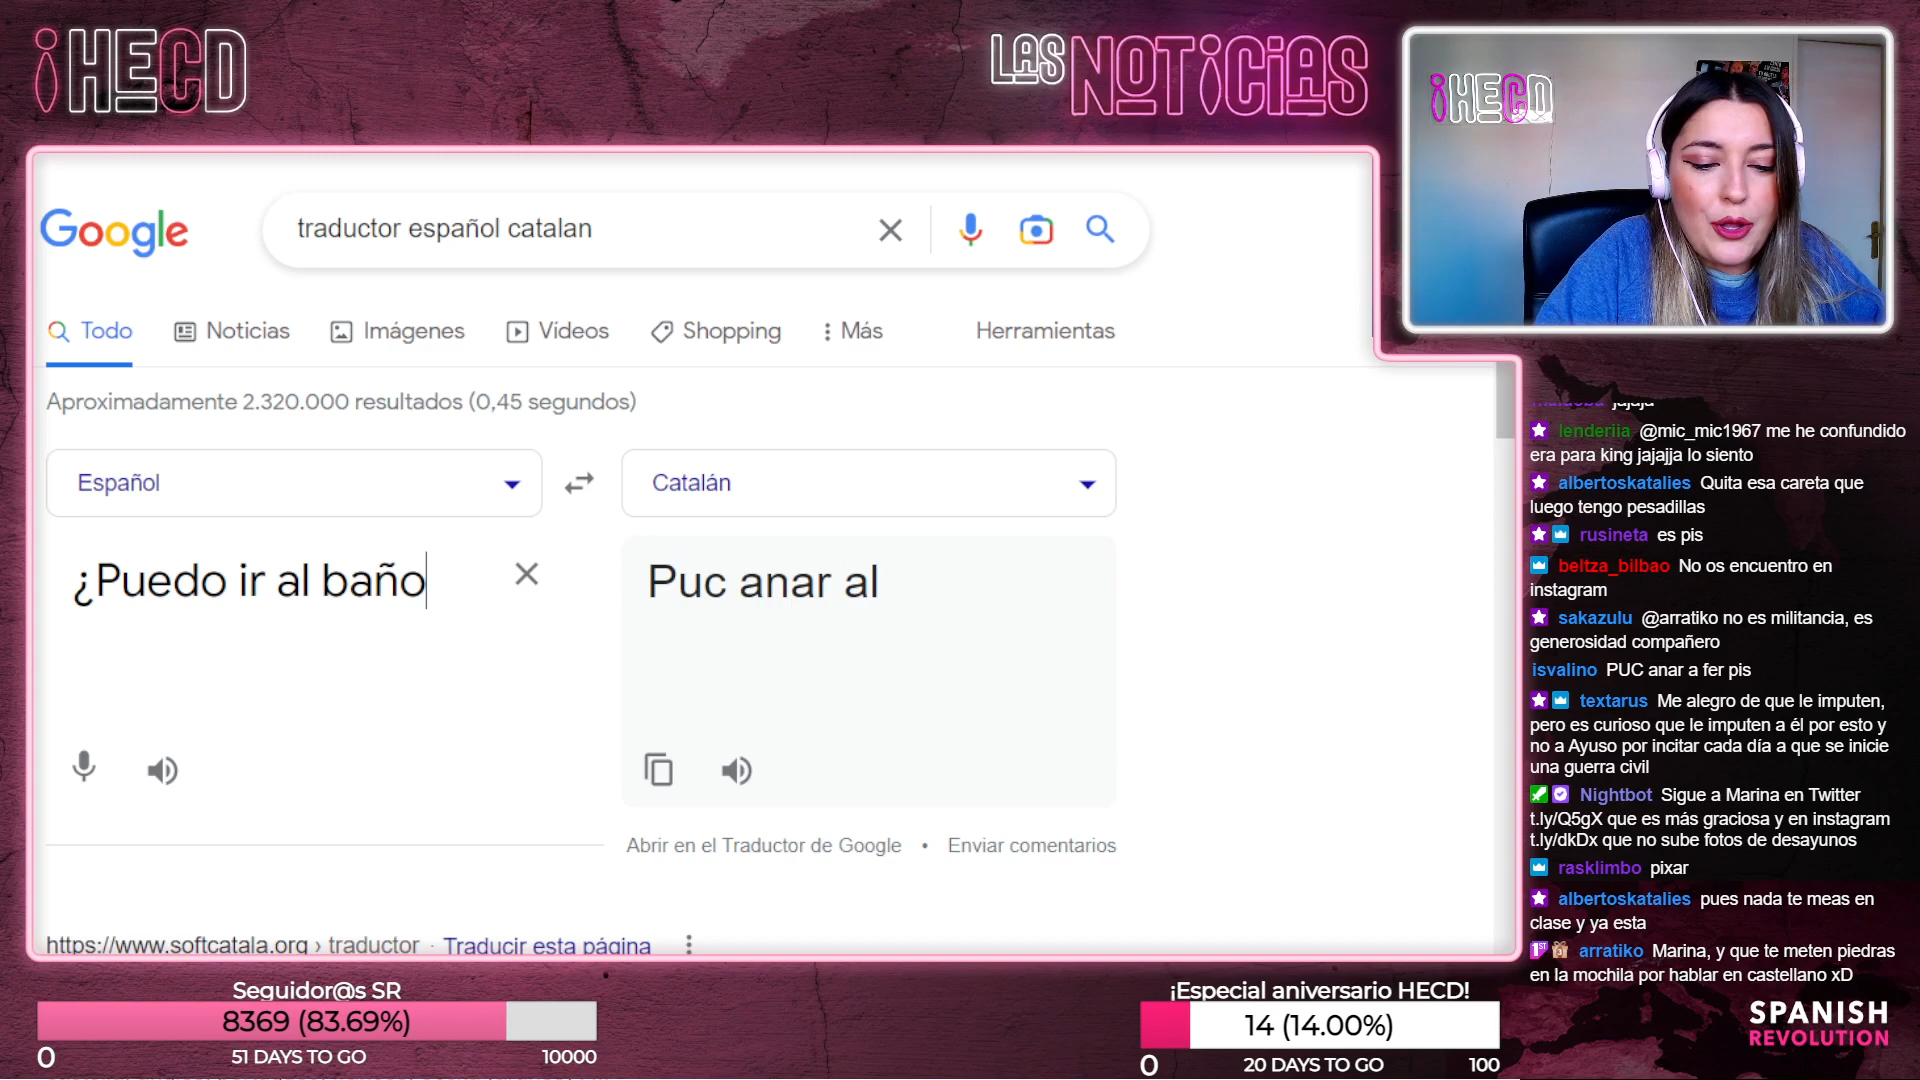 ¡HECD
LAS NOTICIAS
¡HECD
Google
traductor español catalan
Todo
Noticias
Imágenes
Vídeos
Shopping
Más
Herramientas
Aproximadamente 2.320.000 resultados (0,45 segundos)
Español
Catalán
¿Puedo ir al baño
Puc anar al
Abrir en el Traductor de Google • Enviar comentarios
https://www.softcatala.org › traductor · Traducir esta página
jajaja
lenderiia @mic_mic1967 me he confundido
era para king jajajja lo siento
albertoskatalies Quita esa careta que
luego tengo pesadillas
rusineta es pis
beltza_bilbao No os encuentro en
instagram
sakazulu @arratiko no es militancia, es
generosidad compañero
isvalino PUC anar a fer pis
textarus Me alegro de que le imputen,
pero es curioso que le imputen a él por esto y
no a Ayuso por incitar cada día a que se inicie
una guerra civil
Nightbot Sigue a Marina en Twitter
t.ly/Q5gX que es más graciosa y en instagram
t.ly/dkDx que no sube fotos de desayunos
rasklimbo pixar
albertoskatalies pues nada te meas en
clase y ya esta
1ST arratiko Marina, y que te meten piedras
en la mochila por hablar en castellano xD
Seguidor@s SR
8369 (83.69%)
0
51 DAYS TO GO
10000
¡Especial aniversario HECD!
14 (14.00%)
0
20 DAYS TO GO
100
SPANISH
REVOLUTION